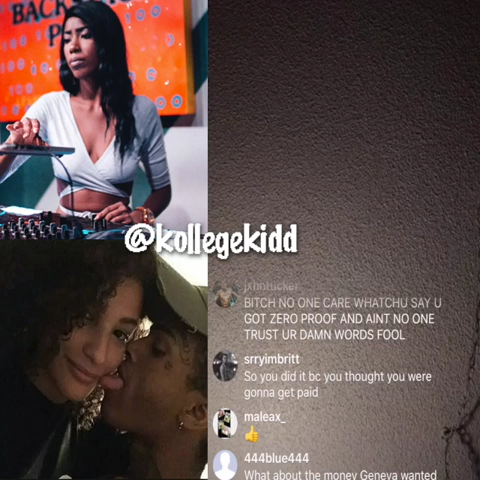 BACKS
P
@kollegekidd
jxhntucker
BITCH NO ONE CARE WHATCHU SAY U
GOT ZERO PROOF AND AINT NO ONE
TRUST UR DAMN WORDS FOOL
srryimbritt
So you did it bc you thought you were
gonna get paid
maleax_
444blue444
What about the money Geneva wanted